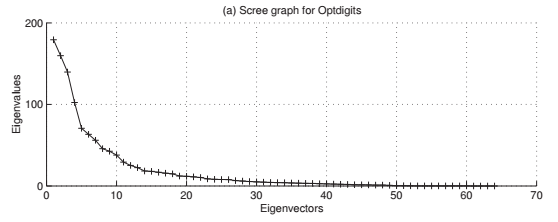 (a) Scree graph for Optdigits
200
100
0
Eigenvalues
0 10 20 30 40 50 60 70
Eigenvectors